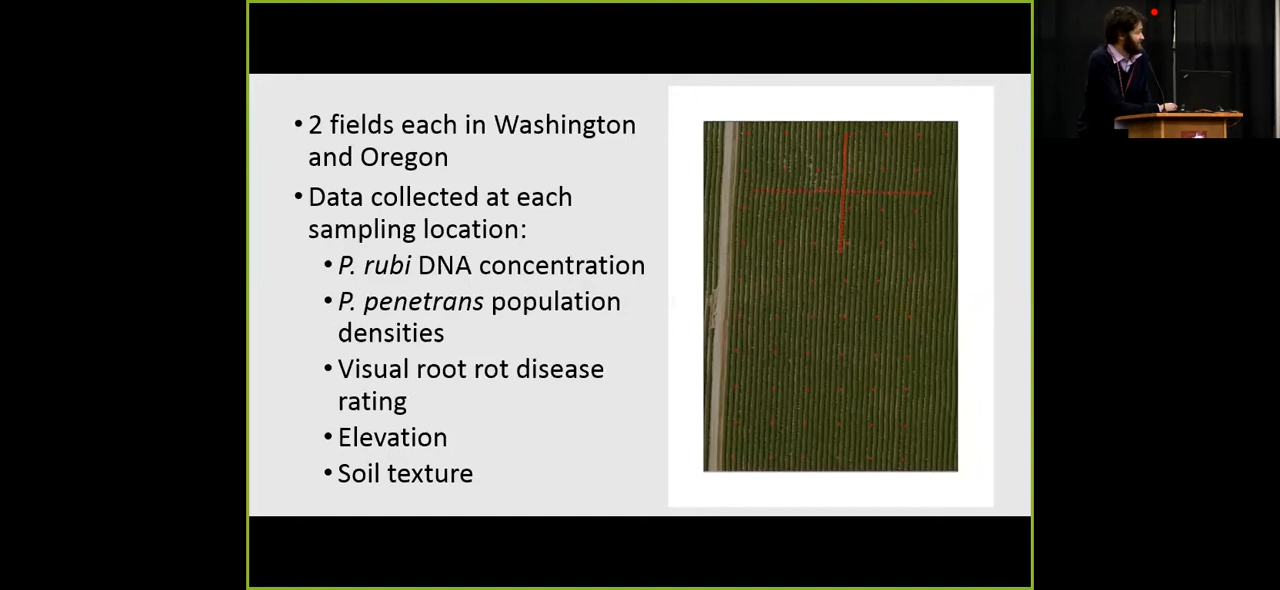 • 2 fields each in Washington
and Oregon
• Data collected at each
sampling location:
• P. rubi DNA concentration
• P. penetrans population
densities
• Visual root rot disease
rating
• Elevation
• Soil texture